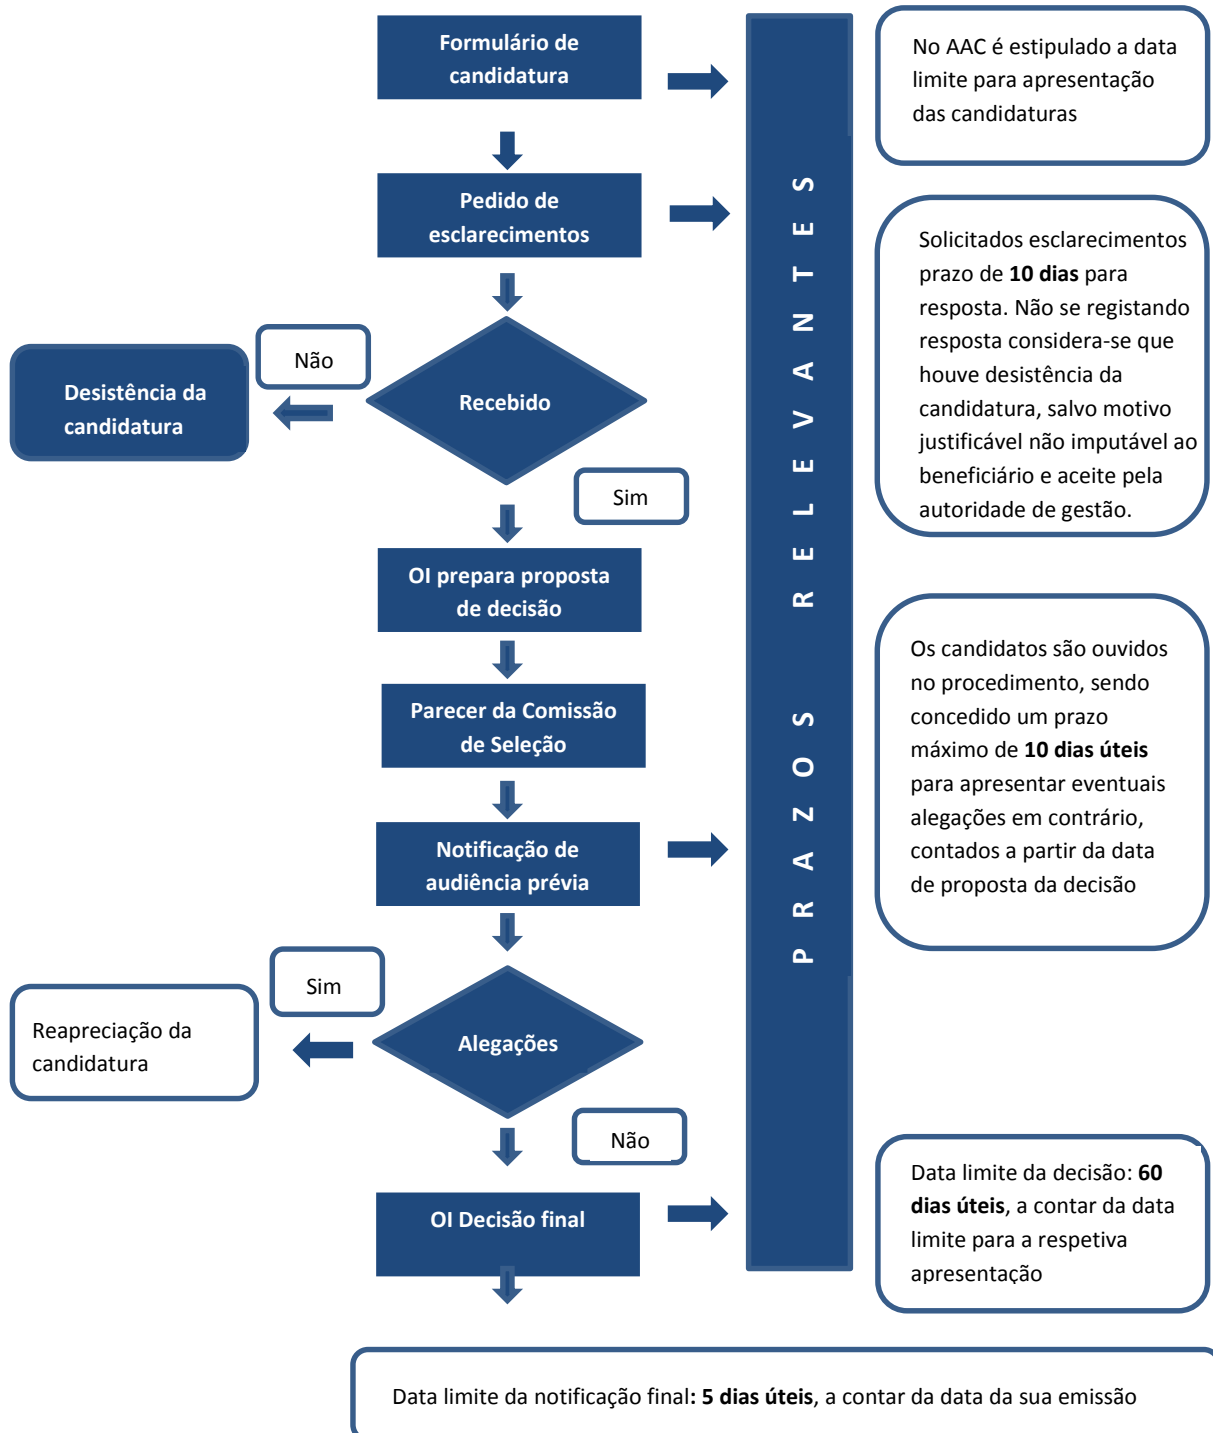 Formulário de
candidatura
No AAC é estipulado a data
limite para apresentação
das candidaturas
Pedido de
esclarecimentos
Solicitados esclarecimentos
prazo de 10 dias para
resposta. Não se registando
resposta considera-se que
houve desistência da
candidatura, salvo motivo
justificável não imputável ao
beneficiário e aceite pela
autoridade de gestão.
Recebido
Não
Desistência da
candidatura
Sim
OI prepara proposta
de decisão
Parecer da Comissão
de Seleção
Notificação de
audiência prévia
Os candidatos são ouvidos
no procedimento, sendo
concedido um prazo
máximo de 10 dias úteis
para apresentar eventuais
alegações em contrário,
contados a partir da data
de proposta da decisão
Alegações
Sim
Reapreciação da
candidatura
Não
OI Decisão final
Data limite da decisão: 60
dias úteis, a contar da data
limite para a respetiva
apresentação
PRAZOS RELEVANTES
Data limite da notificação final: 5 dias úteis, a contar da data da sua emissão